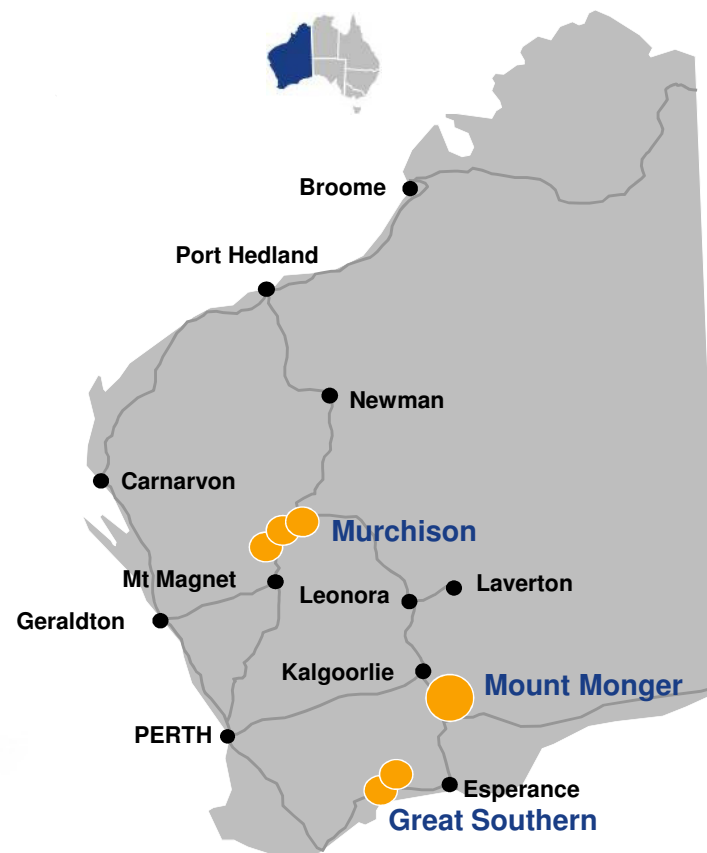 Broome
Port Hedland
Newman
Carnarvon
Murchison
Mt Magnet
Leonora
Laverton
Geraldton
Kalgoorlie
Mount Monger
PERTH
Esperance
Great Southern